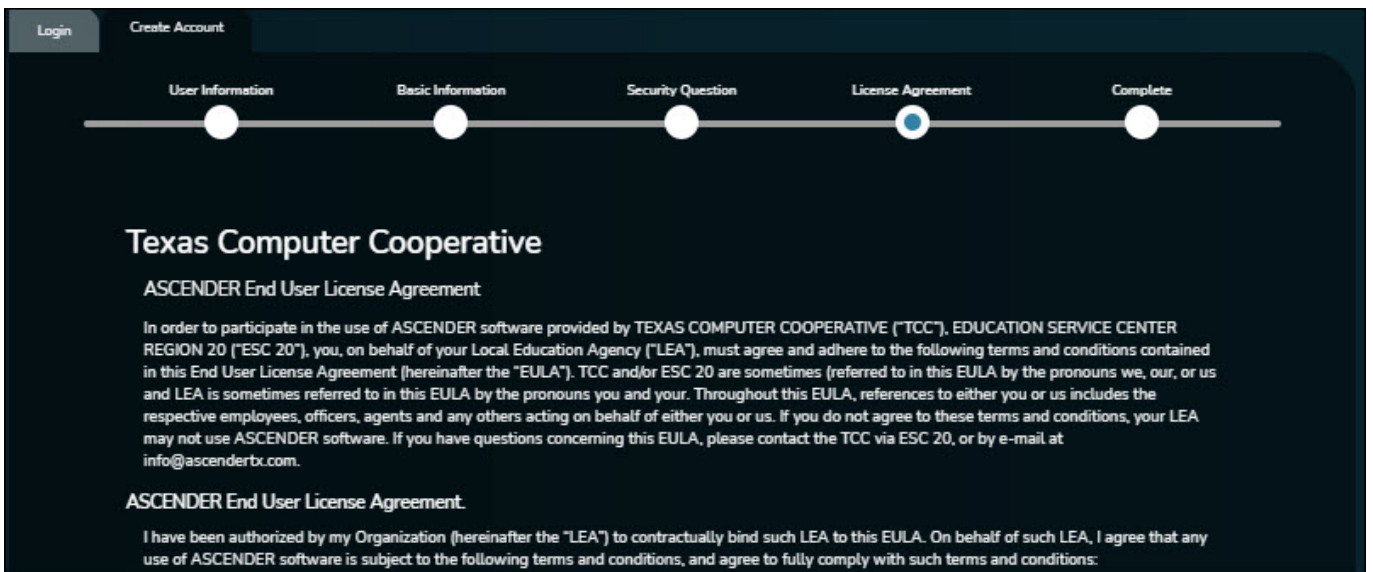 Login
Create Account
User Information
Basic Information
Security Question
License Agreement
Complete
Texas Computer Cooperative
ASCENDER End User License Agreement
In order to participate in the use of ASCENDER software provided by TEXAS COMPUTER COOPERATIVE ("TCC"), EDUCATION SERVICE CENTER
REGION 20 ("ESC 20"), you, on behalf of your Local Education Agency ("LEA"), must agree and adhere to the following terms and conditions contained
in this End User License Agreement (hereinafter the "EULA"). TCC and/or ESC 20 are sometimes (referred to in this EULA by the pronouns we, our, or us
and LEA is sometimes referred to in this EULA by the pronouns you and your. Throughout this EULA, references to either you or us includes the
respective employees, officers, agents and any others acting on behalf of either you or us. If you do not agree to these terms and conditions, your LEA
may not use ASCENDER software. If you have questions concerning this EULA, please contact the TCC via ESC 20, or by e-mail at
info@ascendertx.com.
ASCENDER End User License Agreement.
I have been authorized by my Organization (hereinafter the "LEA") to contractually bind such LEA to this EULA. On behalf of such LEA, I agree that any
use of ASCENDER software is subject to the following terms and conditions, and agree to fully comply with such terms and conditions: